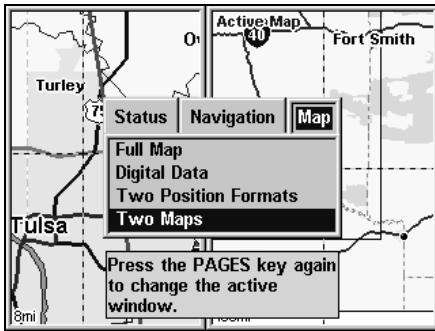 Active Map
40
Fort Smith
Turley
Status Navigation Map
Full Map
Digital Data
Two Position Formats
Two Maps
Tulsa
Press the PAGES key again
to change the active
window.
8mi